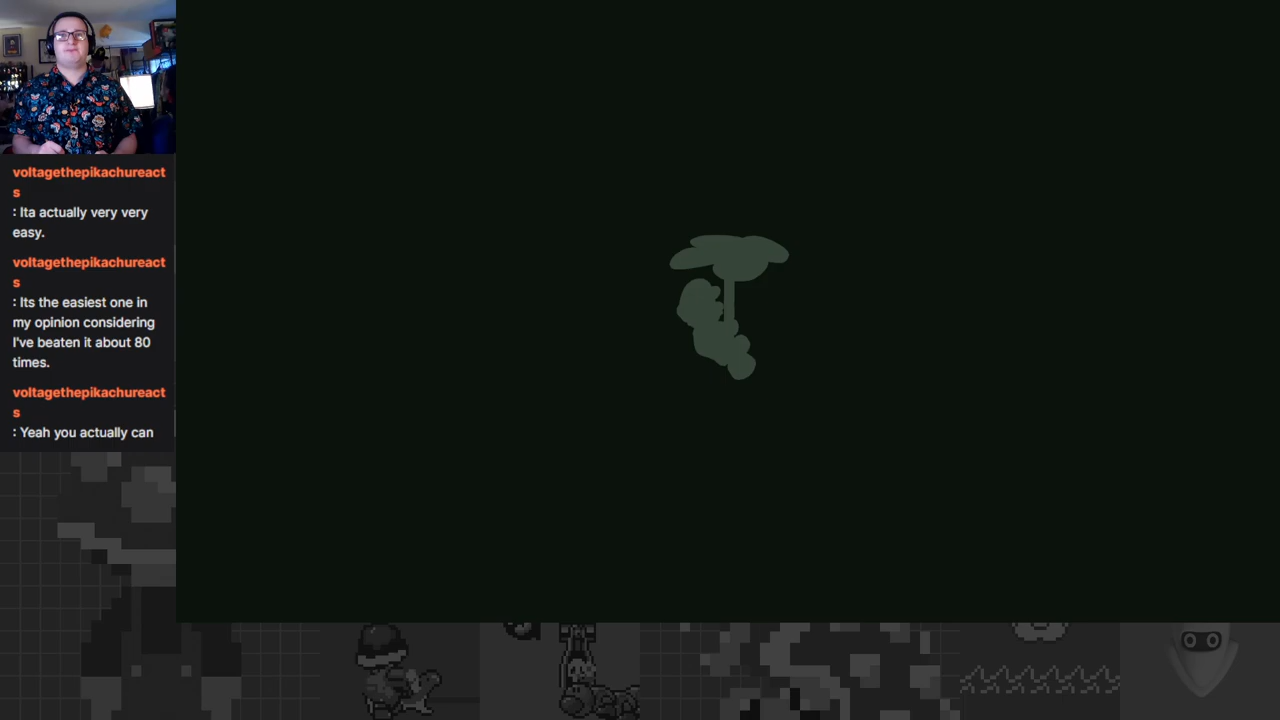 voltagethepikachureact
s
: Ita actually very very
easy.
voltagethepikachureact
s
: Its the easiest one in
my opinion considering
I've beaten it about 80
times.
voltagethepikachureact
s
: Yeah you actually can